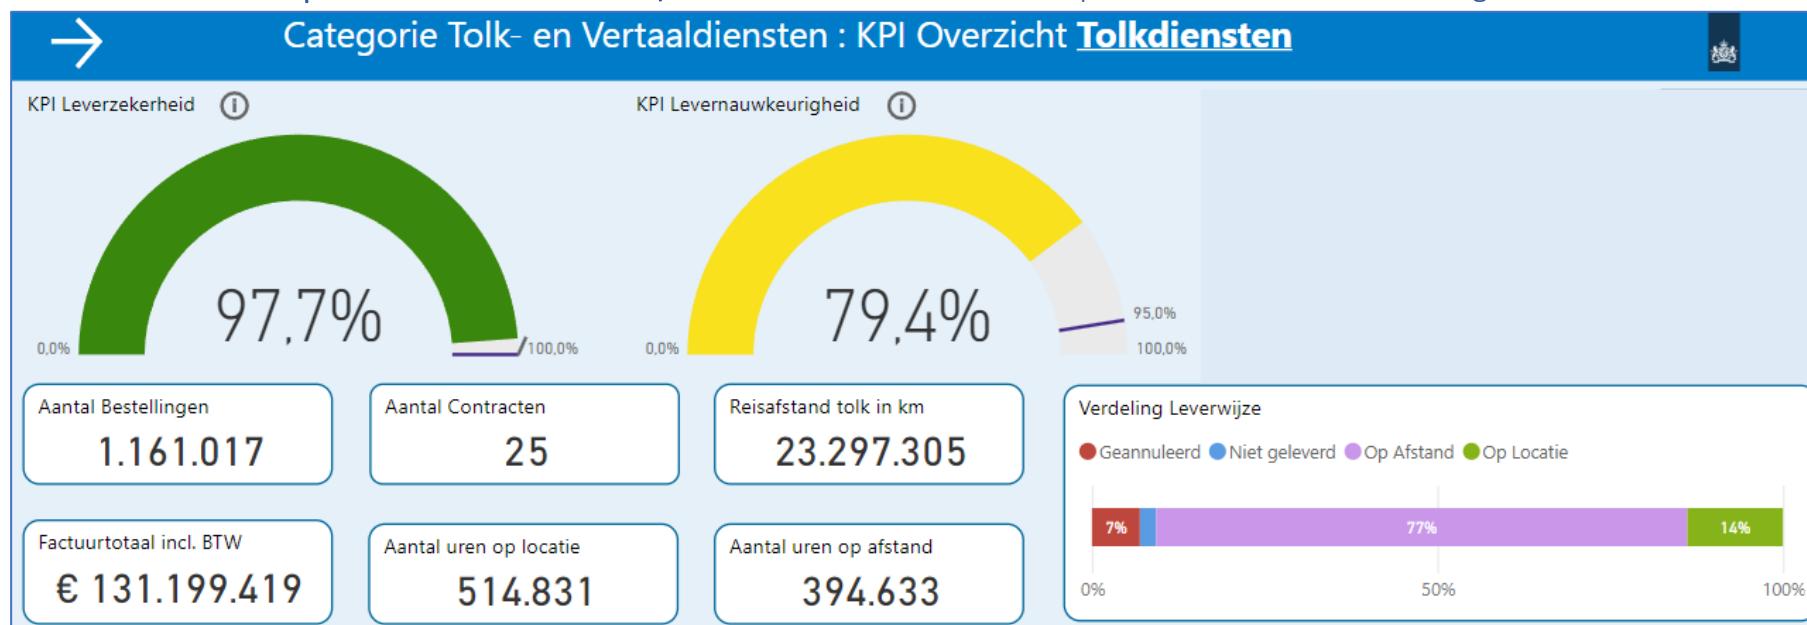 Categorie Tolk- en Vertaaldiensten : KPI Overzicht Tolkdiensten
KPI Leverzekerheid
KPI Levernauwkeurigheid
97,7%
0,0%
100,0%
79,4%
0,0%
95,0%
100,0%
Aantal Bestellingen
1.161.017
Aantal Contracten
25
Reisafstand tolk in km
23.297.305
Verdeling Leverwijze
Geannuleerd Niet geleverd Op Afstand Op Locatie
7% 77% 14%
0% 50% 100%
Factuurtotaal incl. BTW
€ 131.199.419
Aantal uren op locatie
514.831
Aantal uren op afstand
394.633